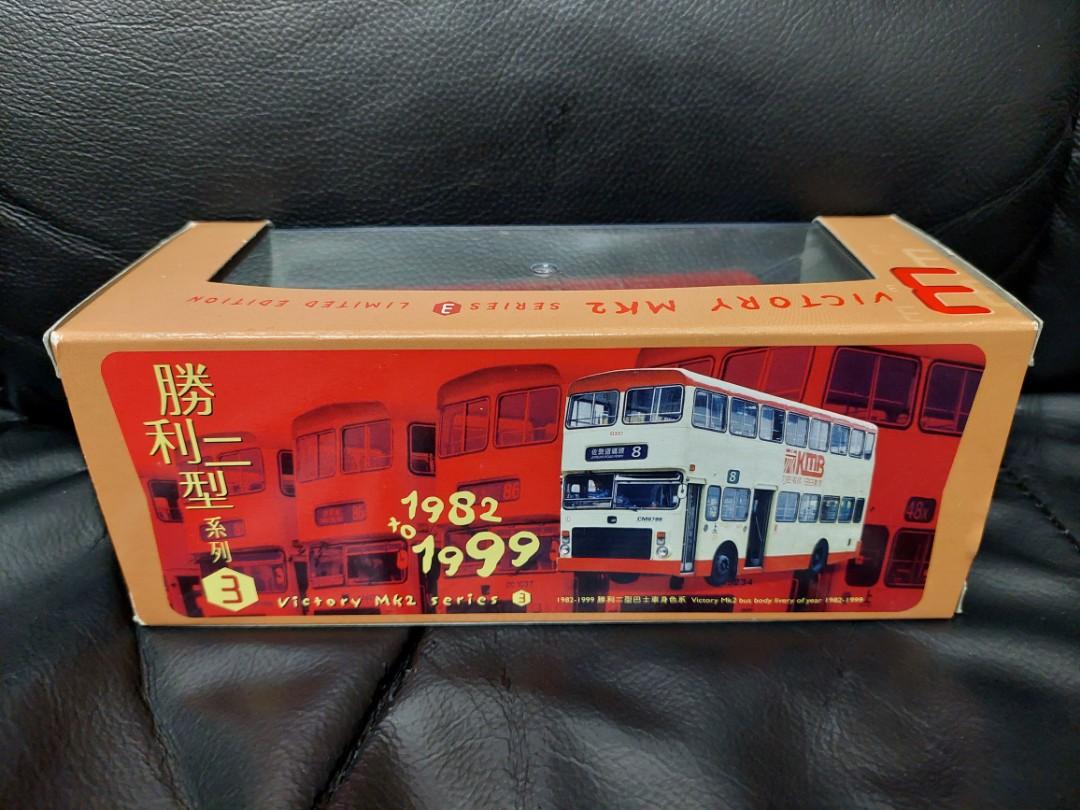 VICTORY MK2 SERIES 3 LIMITED EDITION
3
勝利二型
系列
3
1982
to
1999
Victory Mk2 series 3
佐敦道碼頭 8
8
KMB
48X
1982-1999 勝利二型巴士車身色系 Victory Mk2 bus body livery of year 1982-1999